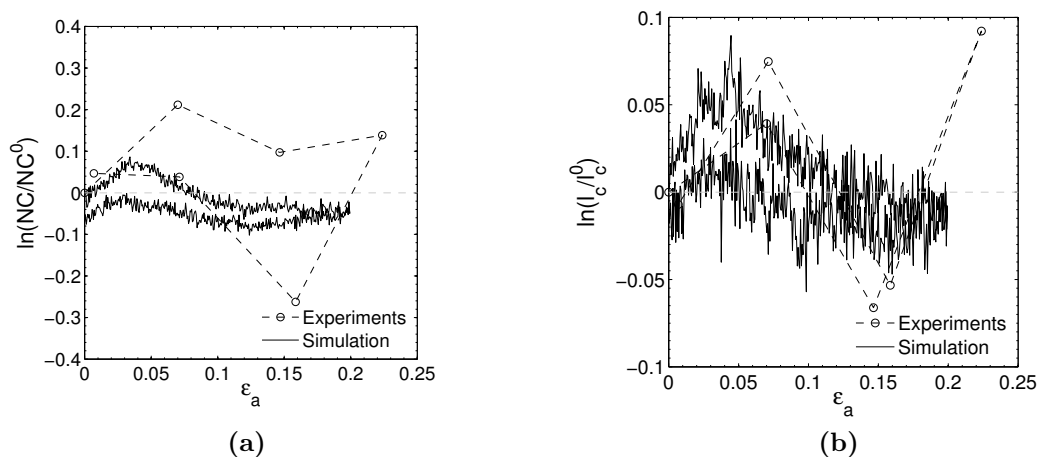 0.4
0.3
0.2
0.1
0
−0.1
−0.2
−0.3
−0.4
0
0.05
0.1
0.15
0.2
0.25
ln(NC/NC⁰)
εₐ
Experiments
Simulation
(a)
0.1
0.05
0
−0.05
−0.1
0
0.05
0.1
0.15
0.2
0.25
ln(I_c/I_c⁰)
εₐ
Experiments
Simulation
(b)